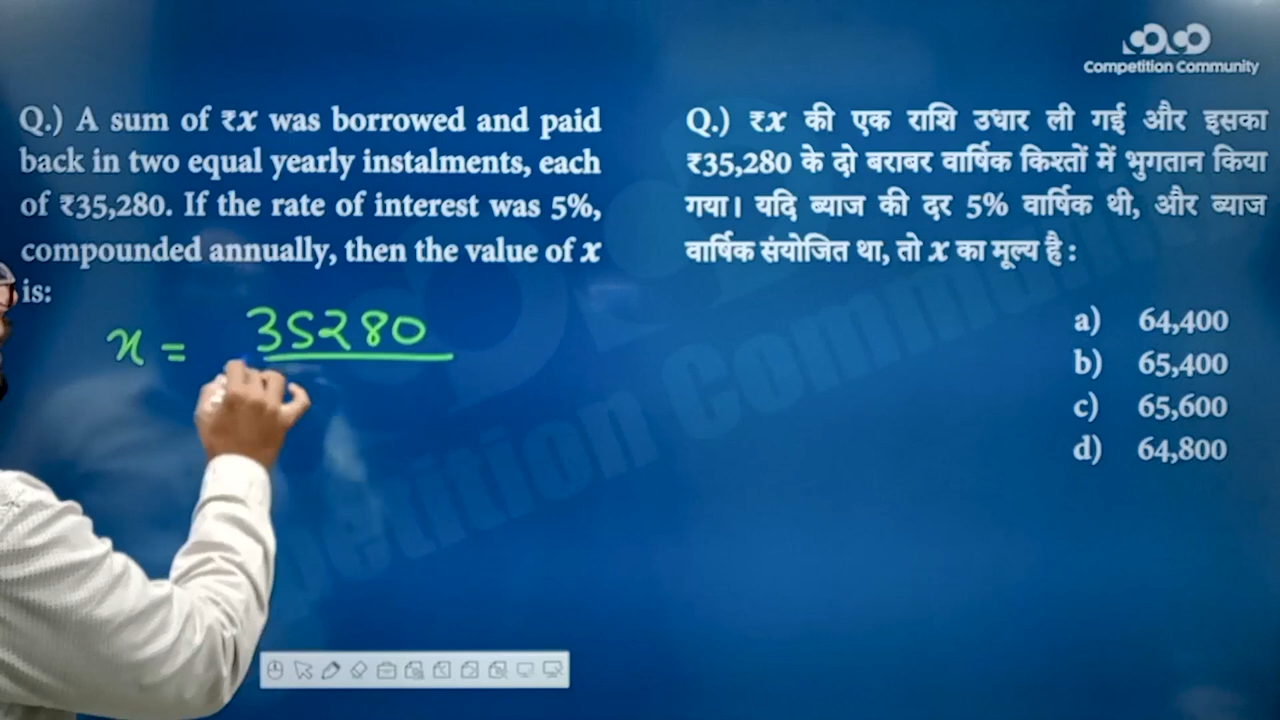 Competition Community
Q.) A sum of ₹x was borrowed and paid
back in two equal yearly instalments, each
of ₹35,280. If the rate of interest was 5%,
compounded annually, then the value of x
is:
x = 35280
Q.) ₹x की एक राशि उधार ली गई और इसका
₹35,280 के दो बराबर वार्षिक किश्तों में भुगतान किया
गया। यदि ब्याज की दर 5% वार्षिक थी, और ब्याज
वार्षिक संयोजित था, तो x का मूल्य है :
a) 64,400
b) 65,400
c) 65,600
d) 64,800